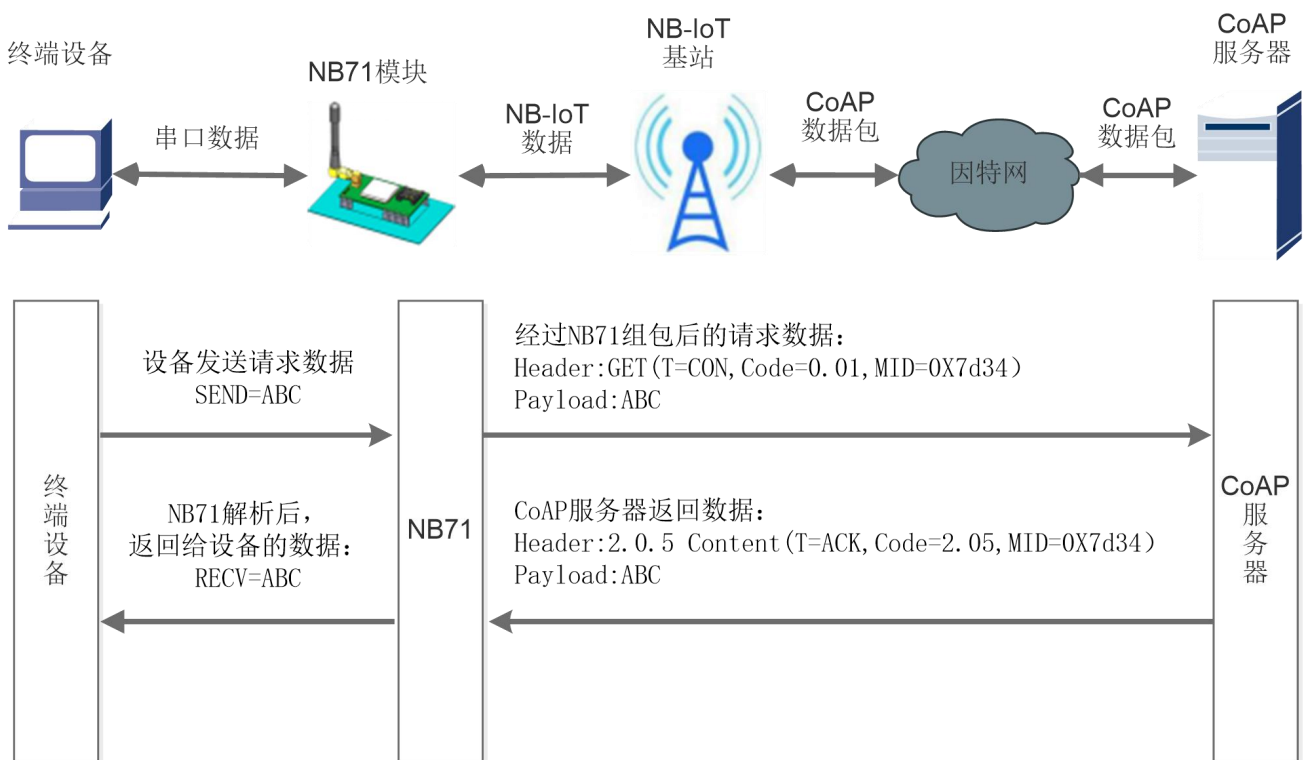 终端设备
NB71模块
NB-IoT
基站
CoAP
服务器
串口数据
NB-IoT
数据
CoAP
数据包
因特网
CoAP
数据包
设备发送请求数据
SEND=ABC
经过NB71组包后的请求数据：
Header:GET(T=CON,Code=0.01,MID=0X7d34）
Payload:ABC
终
端
设
备
NB71解析后，
返回给设备的数据：
RECV=ABC
NB71
CoAP服务器返回数据：
Header:2.0.5 Content(T=ACK,Code=2.05,MID=0X7d34）
Payload:ABC
CoAP
服
务
器